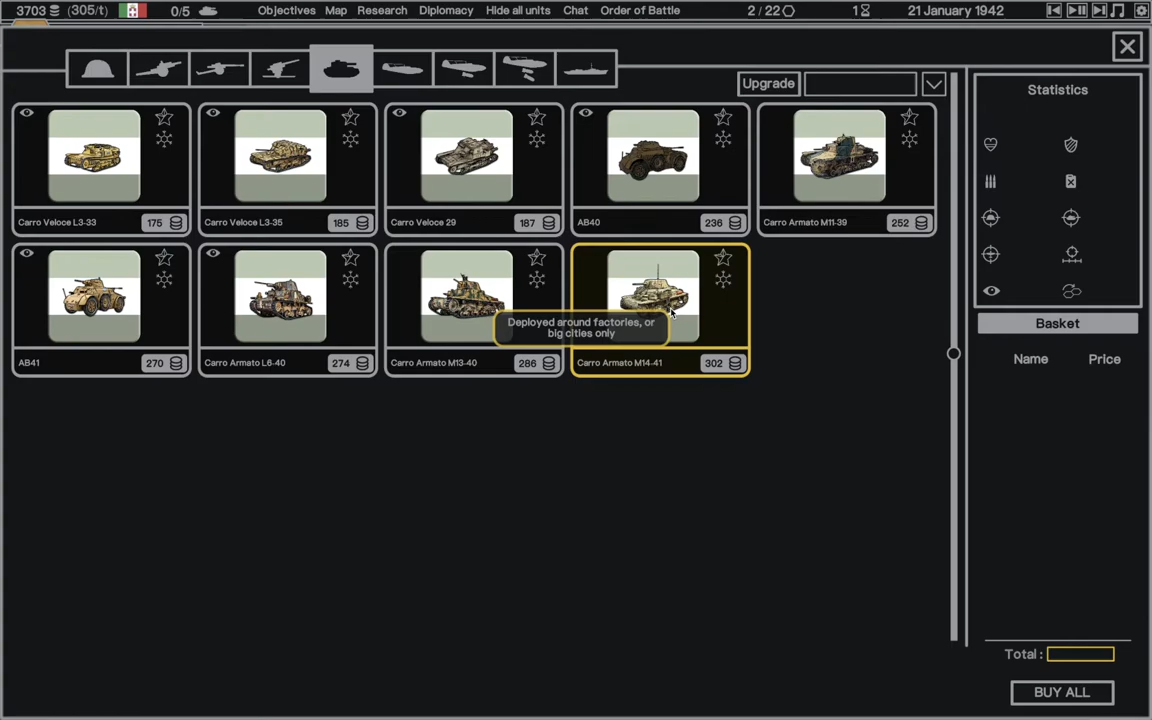 3703 (305/t) 0/5 Objectives Map Research Diplomacy Hide all units Chat Order of Battle 2 / 22 1 21 January 1942
Upgrade
Statistics
Carro Veloce L3-33 175
Carro Veloce L3-35 185
Carro Veloce 29 187
AB40 236
Carro Armato M11-39 252
Deployed around factories, or
big cities only
AB41 270
Carro Armato L6-40 274
Carro Armato M13-40 286
Carro Armato M14-41 302
Basket
Name Price
Total :
BUY ALL